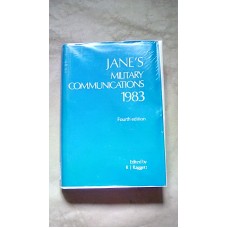 JANE'S
MILITARY
COMMUNICATIONS
1983
Fourth edition
Edited by
R J Raggett